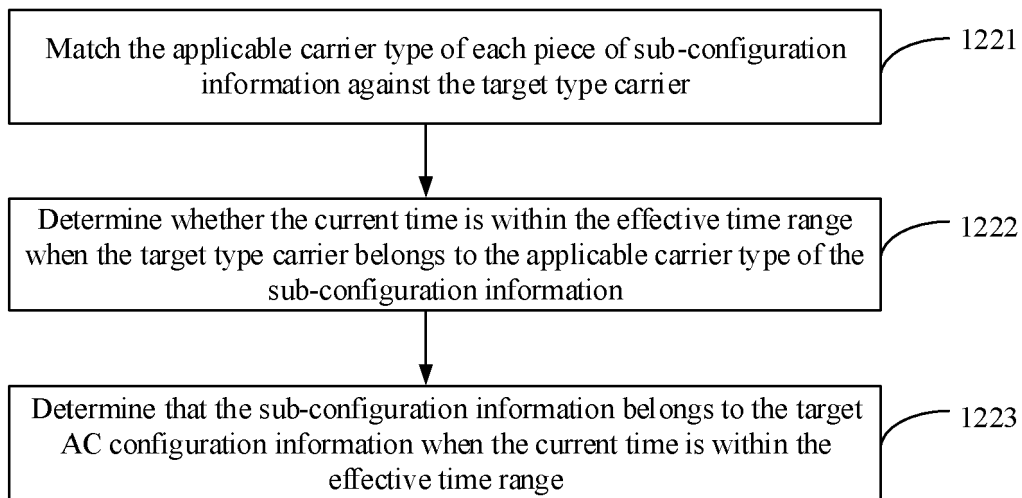 Match the applicable carrier type of each piece of sub-configuration
information against the target type carrier
1221
Determine whether the current time is within the effective time range
when the target type carrier belongs to the applicable carrier type of the
sub-configuration information
1222
Determine that the sub-configuration information belongs to the target
AC configuration information when the current time is within the
effective time range
1223